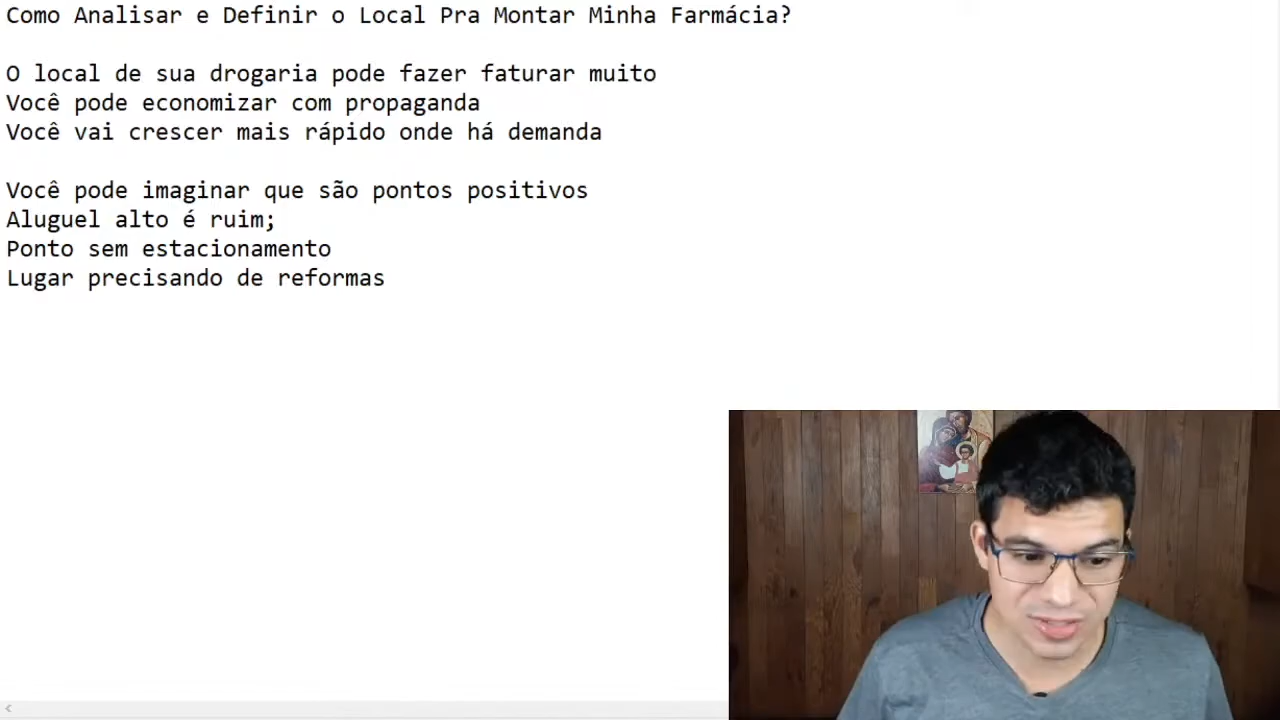 Como Analisar e Definir o Local Pra Montar Minha Farmácia?
O local de sua drogaria pode fazer faturar muito
Você pode economizar com propaganda
Você vai crescer mais rápido onde há demanda
Você pode imaginar que são pontos positivos
Aluguel alto é ruim;
Ponto sem estacionamento
Lugar precisando de reformas